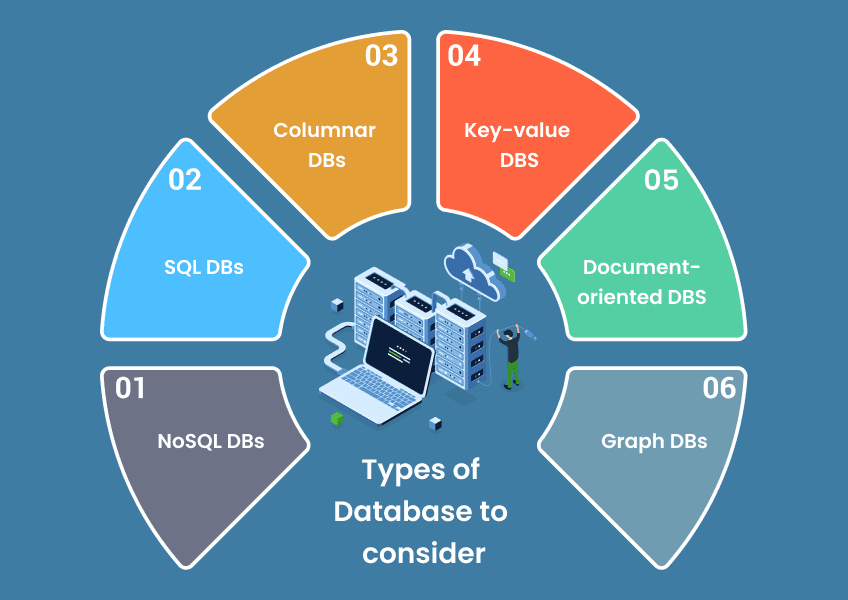 01
NoSQL DBs
02
SQL DBs
03
Columnar
DBs
04
Key-value
DBS
05
Document-
oriented DBS
06
Graph DBs
Types of
Database to
consider